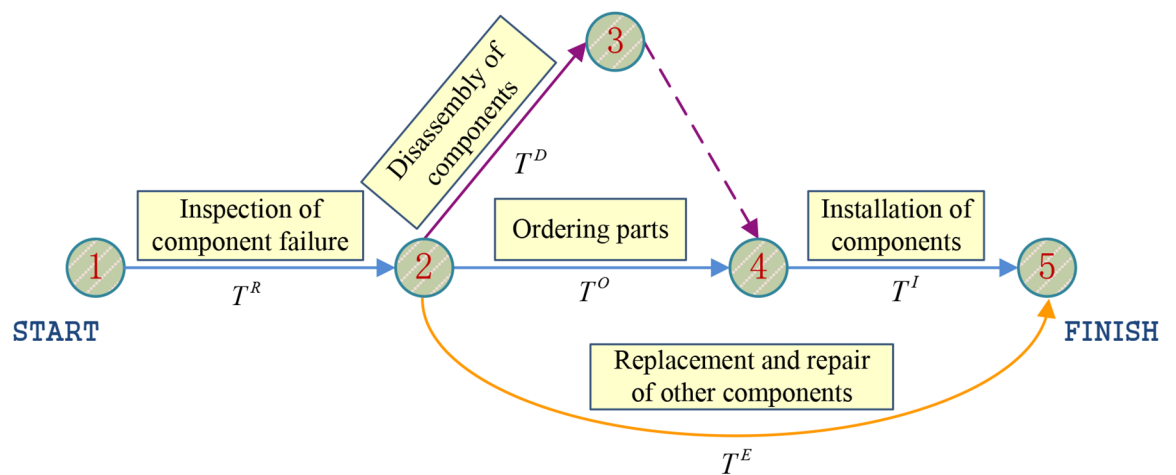 3
Disassembly of
components
T^D
Inspection of
component failure
Ordering parts
Installation of
components
1
2
4
5
T^R
T^O
T^I
START
FINISH
Replacement and repair
of other components
T^E